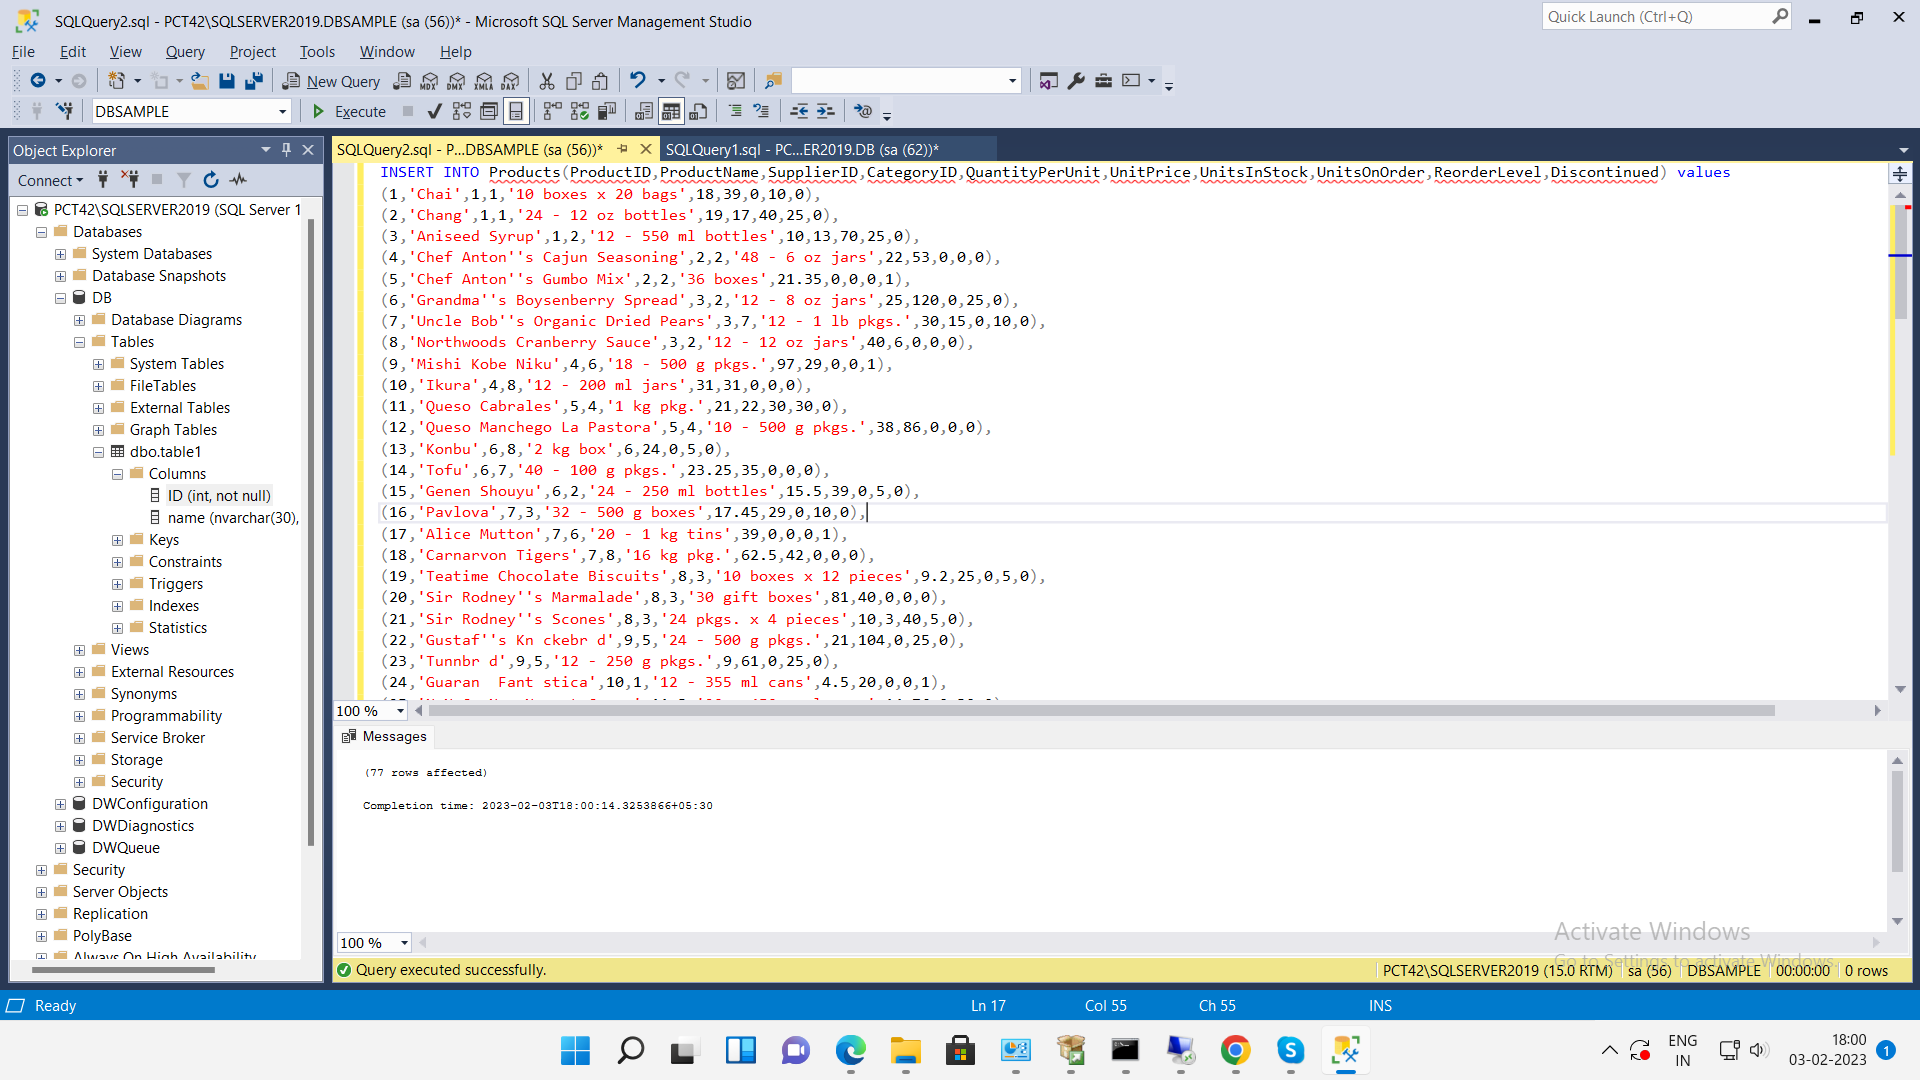 SQLQuery2.sql - PCT42\SQLSERVER2019.DBSAMPLE (sa (56))* - Microsoft SQL Server Management Studio
Quick Launch (Ctrl+Q)
File Edit View Query Project Tools Window Help
New Query MDX DMX XMLA DAX
DBSAMPLE Execute
Object Explorer
Connect
PCT42\SQLSERVER2019 (SQL Server 1
Databases
System Databases
Database Snapshots
DB
Database Diagrams
Tables
System Tables
FileTables
External Tables
Graph Tables
dbo.table1
Columns
ID (int, not null)
name (nvarchar(30),
Keys
Constraints
Triggers
Indexes
Statistics
Views
External Resources
Synonyms
Programmability
Service Broker
Storage
Security
DWConfiguration
DWDiagnostics
DWQueue
Security
Server Objects
Replication
PolyBase
Always On High Availability
SQLQuery2.sql - P...DBSAMPLE (sa (56))* SQLQuery1.sql - PC...ER2019.DB (sa (62))*
INSERT INTO Products(ProductID,ProductName,SupplierID,CategoryID,QuantityPerUnit,UnitPrice,UnitsInStock,UnitsOnOrder,ReorderLevel,Discontinued) values
(1,'Chai',1,1,'10 boxes x 20 bags',18,39,0,10,0),
(2,'Chang',1,1,'24 - 12 oz bottles',19,17,40,25,0),
(3,'Aniseed Syrup',1,2,'12 - 550 ml bottles',10,13,70,25,0),
(4,'Chef Anton''s Cajun Seasoning',2,2,'48 - 6 oz jars',22,53,0,0,0),
(5,'Chef Anton''s Gumbo Mix',2,2,'36 boxes',21.35,0,0,0,1),
(6,'Grandma''s Boysenberry Spread',3,2,'12 - 8 oz jars',25,120,0,25,0),
(7,'Uncle Bob''s Organic Dried Pears',3,7,'12 - 1 lb pkgs.',30,15,0,10,0),
(8,'Northwoods Cranberry Sauce',3,2,'12 - 12 oz jars',40,6,0,0,0),
(9,'Mishi Kobe Niku',4,6,'18 - 500 g pkgs.',97,29,0,0,1),
(10,'Ikura',4,8,'12 - 200 ml jars',31,31,0,0,0),
(11,'Queso Cabrales',5,4,'1 kg pkg.',21,22,30,30,0),
(12,'Queso Manchego La Pastora',5,4,'10 - 500 g pkgs.',38,86,0,0,0),
(13,'Konbu',6,8,'2 kg box',6,24,0,5,0),
(14,'Tofu',6,7,'40 - 100 g pkgs.',23.25,35,0,0,0),
(15,'Genen Shouyu',6,2,'24 - 250 ml bottles',15.5,39,0,5,0),
(16,'Pavlova',7,3,'32 - 500 g boxes',17.45,29,0,10,0),
(17,'Alice Mutton',7,6,'20 - 1 kg tins',39,0,0,0,1),
(18,'Carnarvon Tigers',7,8,'16 kg pkg.',62.5,42,0,0,0),
(19,'Teatime Chocolate Biscuits',8,3,'10 boxes x 12 pieces',9.2,25,0,5,0),
(20,'Sir Rodney''s Marmalade',8,3,'30 gift boxes',81,40,0,0,0),
(21,'Sir Rodney''s Scones',8,3,'24 pkgs. x 4 pieces',10,3,40,5,0),
(22,'Gustaf''s Kn ckebr d',9,5,'24 - 500 g pkgs.',21,104,0,25,0),
(23,'Tunnbr d',9,5,'12 - 250 g pkgs.',9,61,0,25,0),
(24,'Guaran  Fant stica',10,1,'12 - 355 ml cans',4.5,20,0,0,1),
100 %
Messages
(77 rows affected)
Completion time: 2023-02-03T18:00:14.3253866+05:30
100 %
Activate Windows
Go to Settings to activate Windows.
Query executed successfully. PCT42\SQLSERVER2019 (15.0 RTM) sa (56) DBSAMPLE 00:00:00 0 rows
Ready Ln 17 Col 55 Ch 55 INS
ENG
IN
18:00
03-02-2023
1